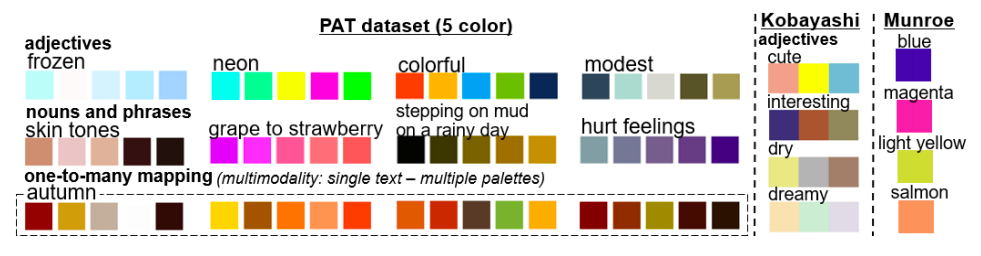 PAT dataset (5 color)
adjectives
frozen
neon
colorful
modest
nouns and phrases
skin tones
grape to strawberry
stepping on mud
on a rainy day
hurt feelings
one-to-many mapping (multimodality: single text – multiple palettes)
autumn
Kobayashi
adjectives
cute
interesting
dry
dreamy
Munroe
blue
magenta
light yellow
salmon